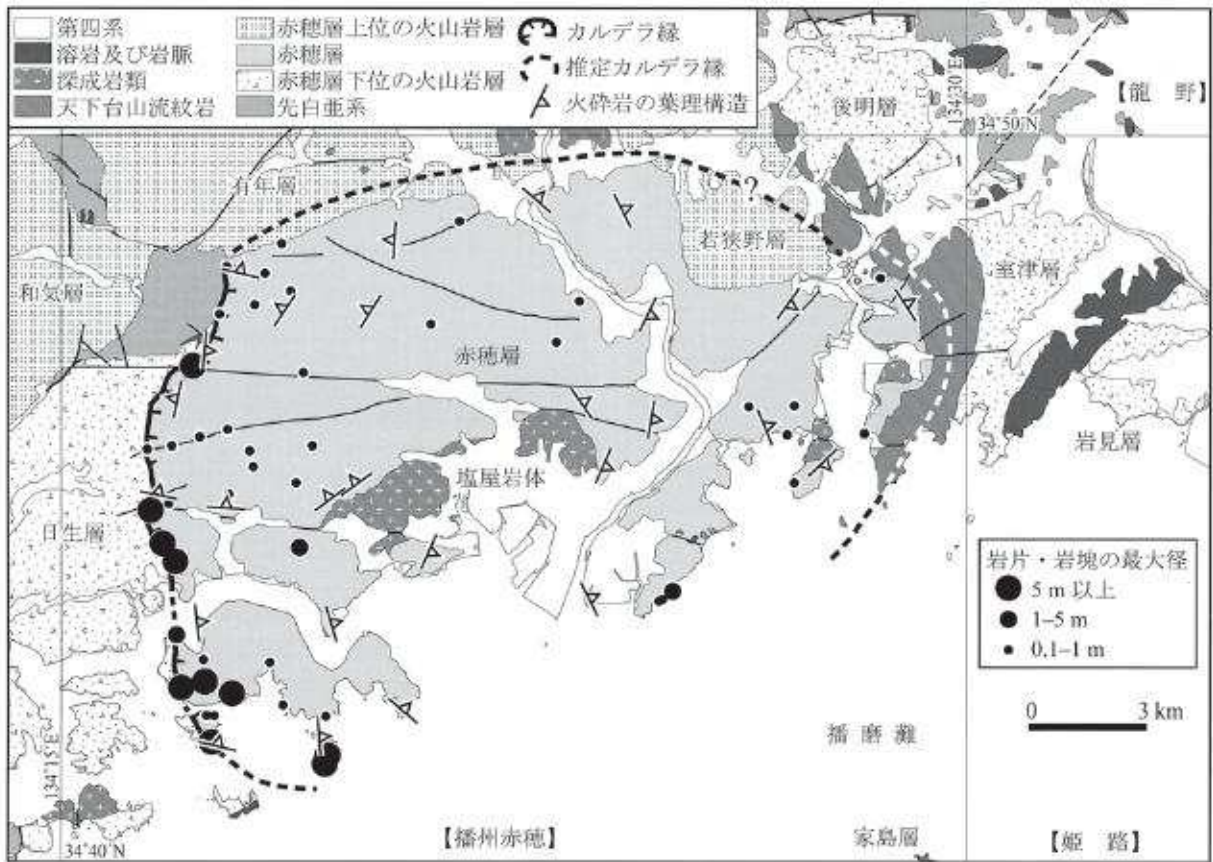 第四系
溶岩及び岩脈
深成岩類
天下台山流紋岩
赤穂層上位の火山岩層
赤穂層
赤穂層下位の火山岩層
先白亜系
カルデラ縁
推定カルデラ縁
火砕岩の葉理構造
後明層
134°30'E
【龍 野】
34°50'N
有年層
?
若狭野層
室津層
和気層
赤穂層
岩見層
塩屋岩体
日生層
岩片・岩塊の最大径
5 m 以上
1–5 m
0.1–1 m
0 3 km
播 磨 灘
134°15'E
34°40'N
【播州赤穂】
家島層
【姫 路】